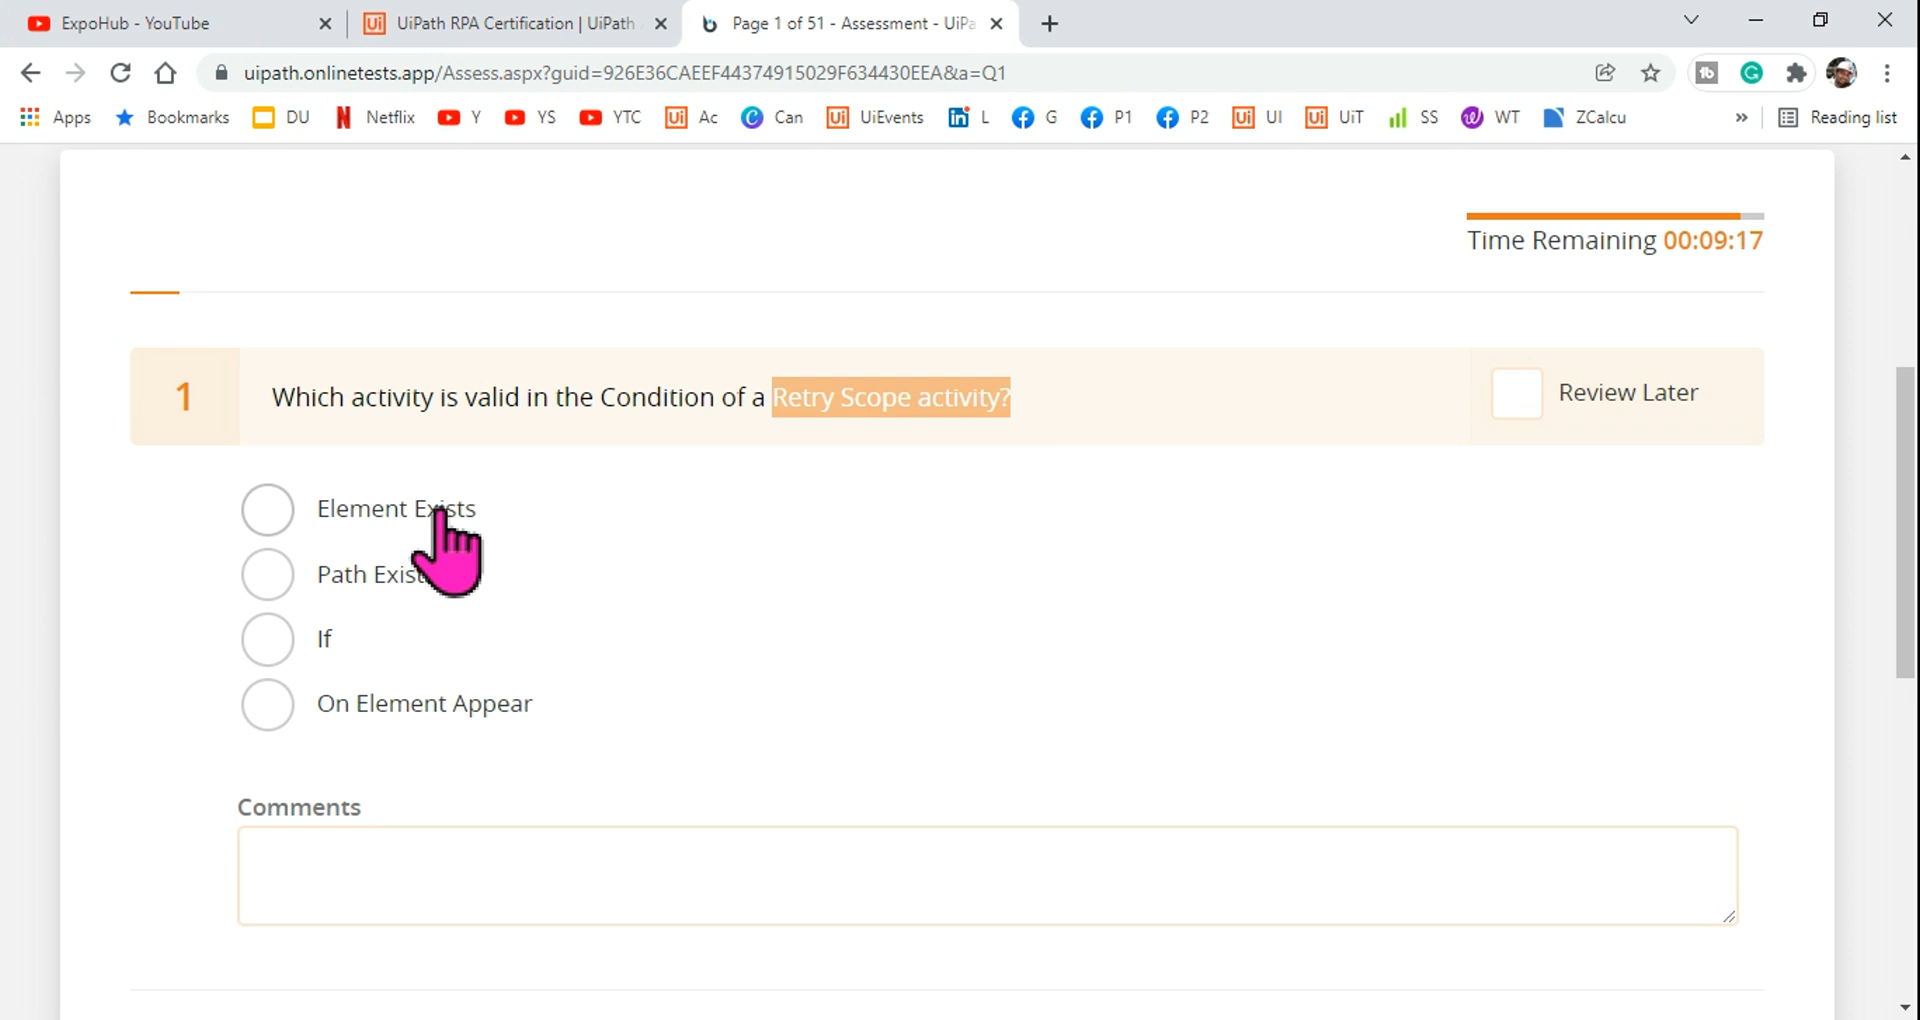 ExpoHub - YouTube
UiPath RPA Certification | UiPath
Page 1 of 51 - Assessment - UiPa
uipath.onlinetests.app/Assess.aspx?guid=926E36CAEEF44374915029F634430EEA&a=Q1
Apps Bookmarks DU Netflix Y YS YTC Ac Can UiEvents L G P1 P2 UI UiT SS WT ZCalcu » Reading list
Time Remaining 00:09:17
1 Which activity is valid in the Condition of a Retry Scope activity? Review Later
Element Exists
Path Exist
If
On Element Appear
Comments